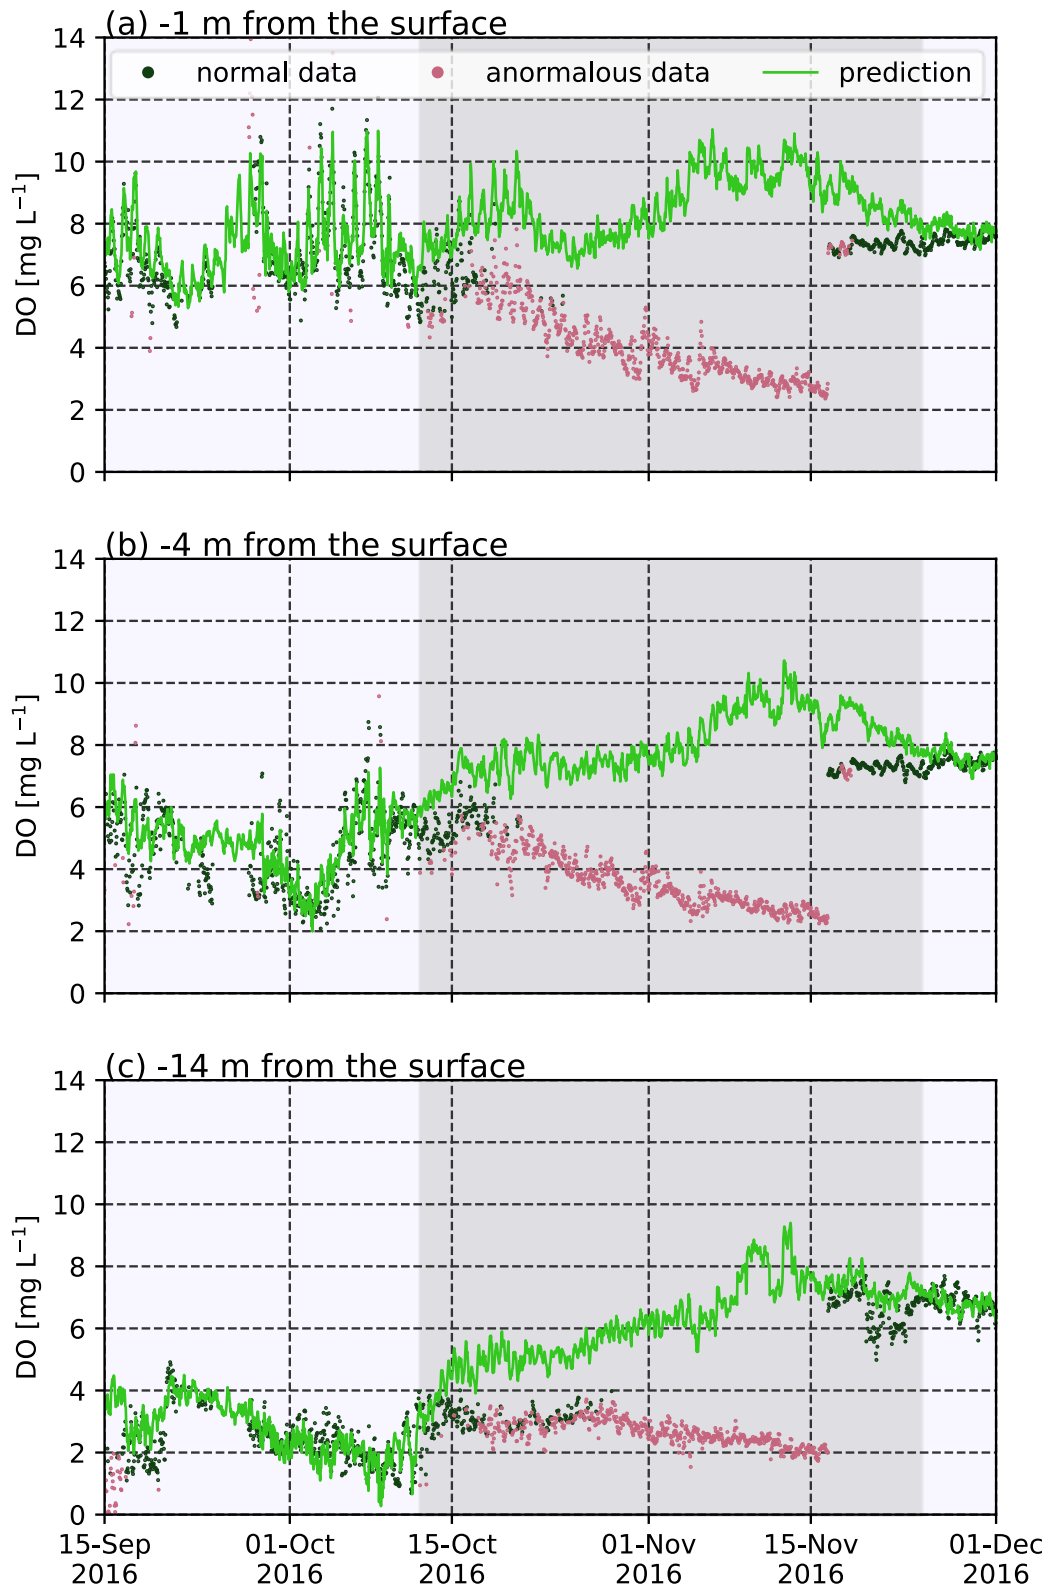 (a) -1 m from the surface
normal data anormalous data prediction
14
12
10
8
6
4
2
0
DO [mg L⁻¹]
(b) -4 m from the surface
14
12
10
8
6
4
2
0
DO [mg L⁻¹]
(c) -14 m from the surface
14
12
10
8
6
4
2
0
DO [mg L⁻¹]
15-Sep 01-Oct 15-Oct 01-Nov 15-Nov 01-Dec
2016 2016 2016 2016 2016 2016